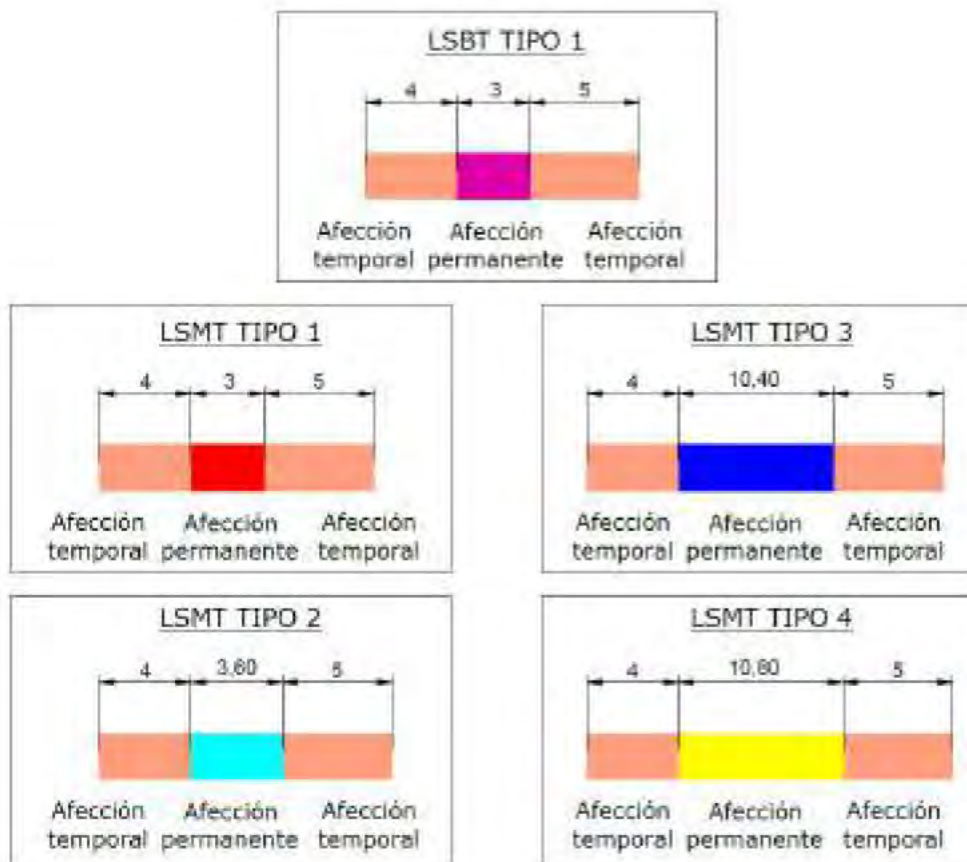 LSBT TIPO 1
4 3 5
Afección Afección Afección
temporal permanente temporal
LSMT TIPO 1
4 3 5
Afección Afección Afección
temporal permanente temporal
LSMT TIPO 3
4 10,40 5
Afección Afección Afección
temporal permanente temporal
LSMT TIPO 2
4 3,60 5
Afección Afección Afección
temporal permanente temporal
LSMT TIPO 4
4 10,80 5
Afección Afección Afección
temporal permanente temporal